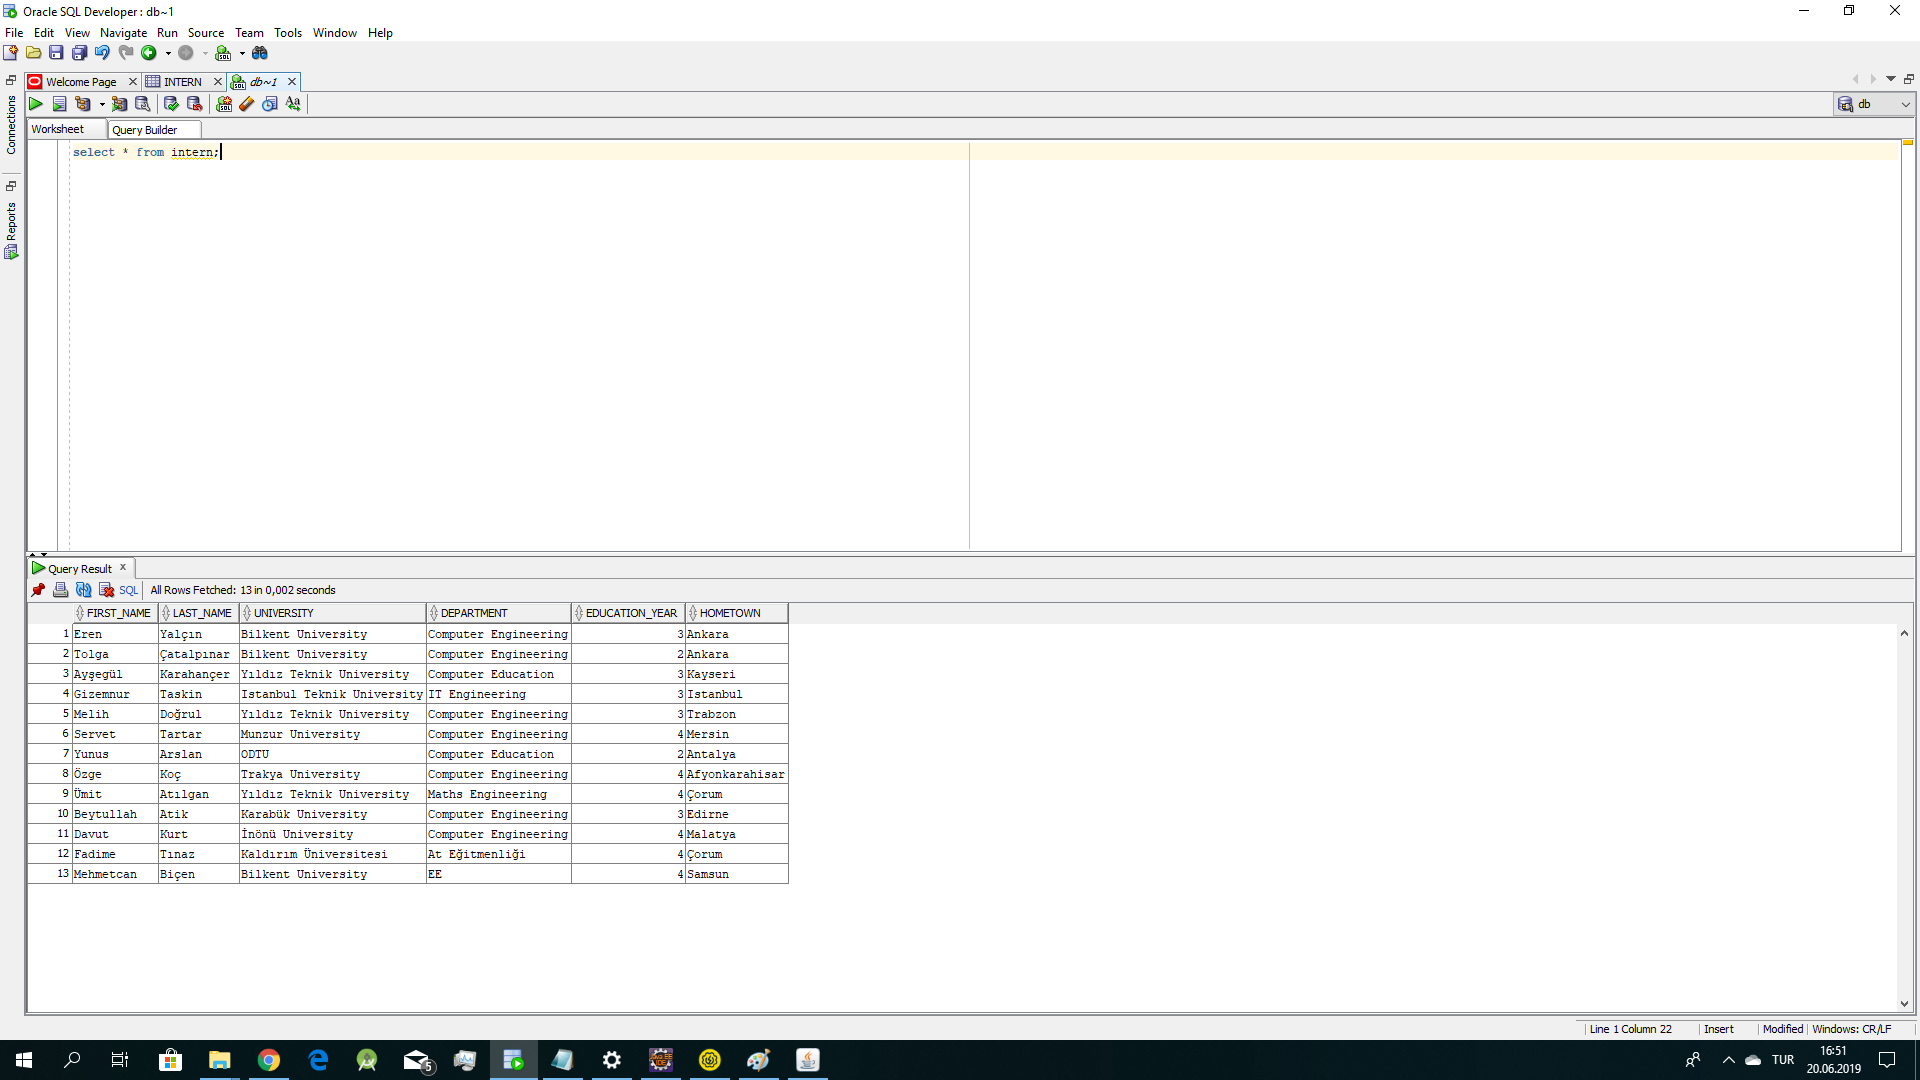 Oracle SQL Developer : db~1
File Edit View Navigate Run Source Team Tools Window Help
Welcome Page INTERN db~1
db
Connections
Reports
Worksheet Query Builder
select * from intern;
Query Result
SQL All Rows Fetched: 13 in 0,002 seconds
FIRST_NAME LAST_NAME UNIVERSITY DEPARTMENT EDUCATION_YEAR HOMETOWN
1 Eren Yalçın Bilkent University Computer Engineering 3 Ankara
2 Tolga Çatalpınar Bilkent University Computer Engineering 2 Ankara
3 Ayşegül Karahançer Yıldız Teknik University Computer Education 3 Kayseri
4 Gizemnur Taskin Istanbul Teknik University IT Engineering 3 Istanbul
5 Melih Doğrul Yıldız Teknik University Computer Engineering 3 Trabzon
6 Servet Tartar Munzur University Computer Engineering 4 Mersin
7 Yunus Arslan ODTU Computer Education 2 Antalya
8 Özge Koç Trakya University Computer Engineering 4 Afyonkarahisar
9 Ümit Atılgan Yıldız Teknik University Maths Engineering 4 Çorum
10 Beytullah Atik Karabük University Computer Engineering 3 Edirne
11 Davut Kurt İnönü University Computer Engineering 4 Malatya
12 Fadime Tınaz Kaldırım Üniversitesi At Eğitmenliği 4 Çorum
13 Mehmetcan Biçen Bilkent University EE 4 Samsun
Line 1 Column 22 Insert Modified Windows: CR/LF
5
TUR
16:51
20.06.2019